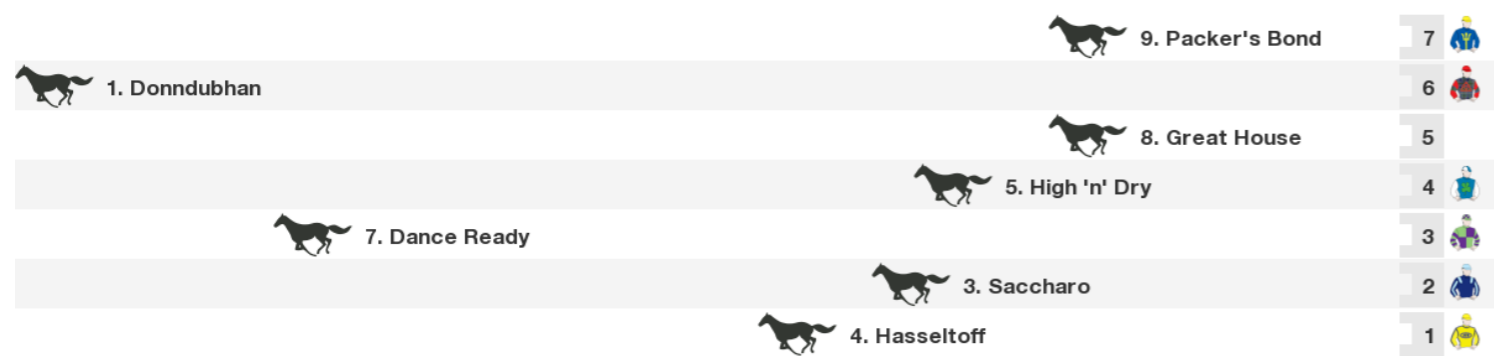 9. Packer's Bond 7
1. Donndubhan 6
8. Great House 5
5. High 'n' Dry 4
7. Dance Ready 3
3. Saccharo 2
4. Hasseltoff 1